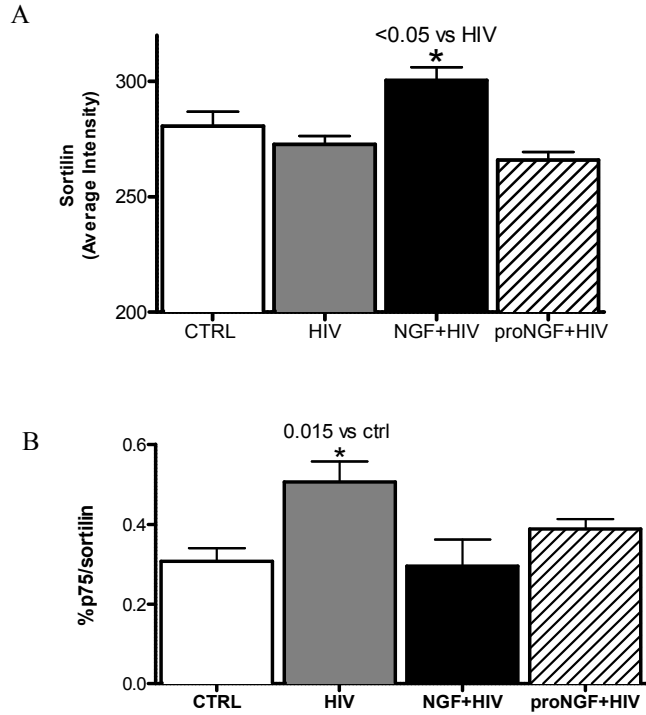 A
<0.05 vs HIV
*
300
250
200
Sortilin
(Average Intensity)
CTRL HIV NGF+HIV proNGF+HIV
B
0.015 vs ctrl
*
0.6
0.4
0.2
0.0
%p75/sortilin
CTRL HIV NGF+HIV proNGF+HIV